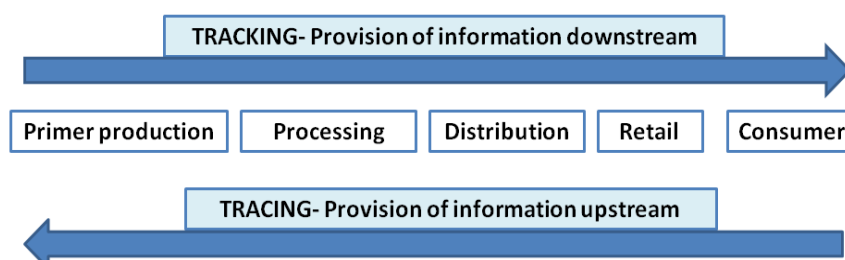 TRACKING- Provision of information downstream
Primer production
Processing
Distribution
Retail
Consumer
TRACING- Provision of information upstream